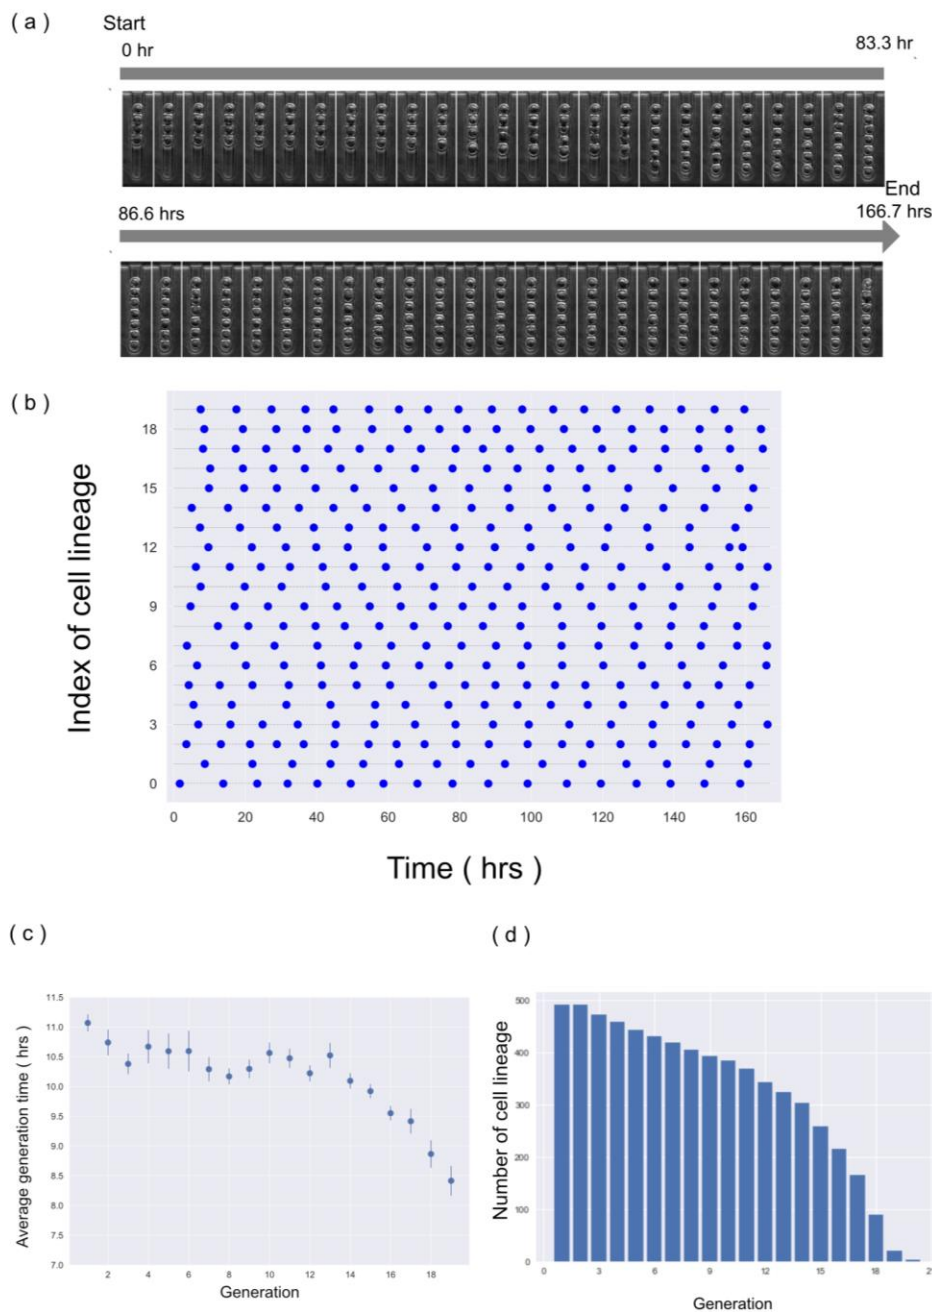 ( a )
Start
0 hr
83.3 hr
End
86.6 hrs
166.7 hrs
( b )
Index of cell lineage
18
15
12
9
6
3
0
0 20 40 60 80 100 120 140 160
Time ( hrs )
( c )
Average generation time ( hrs )
11.5
11.0
10.5
10.0
9.5
9.0
8.5
8.0
7.5
7.0
2 4 6 8 10 12 14 16 18
Generation
( d )
Number of cell lineage
500
400
300
200
100
0
0 3 6 9 12 15 18
Generation